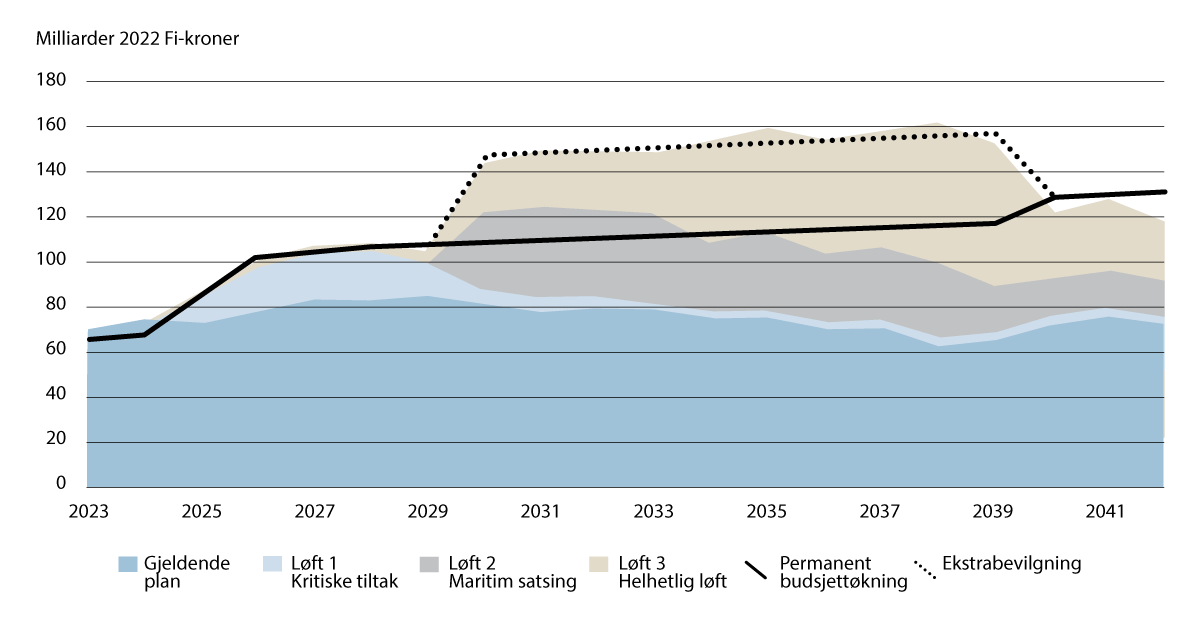 Milliarder 2022 Fi-kroner
180
160
140
120
100
80
60
40
20
0
2023 2025 2027 2029 2031 2033 2035 2037 2039 2041
Gjeldende
plan
Løft 1
Kritiske tiltak
Løft 2
Maritim satsing
Løft 3
Helhetlig løft
Permanent
budsjettøkning
Ekstrabevilgning